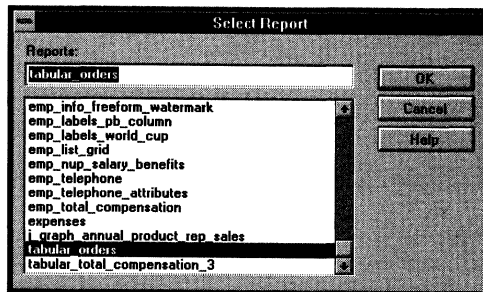 Select Report
Reports:
tabular_orders
OK
Cancel
Help
emp_info_freeform_watermark
emp_labels_pb_column
emp_labels_world_cup
emp_list_grid
emp_nup_salary_benefits
emp_telephone
emp_telephone_attributes
emp_total_compensation
expenses
j_graph_annual_product_rep_sales
tabular_orders
tabular_total_compensation_3